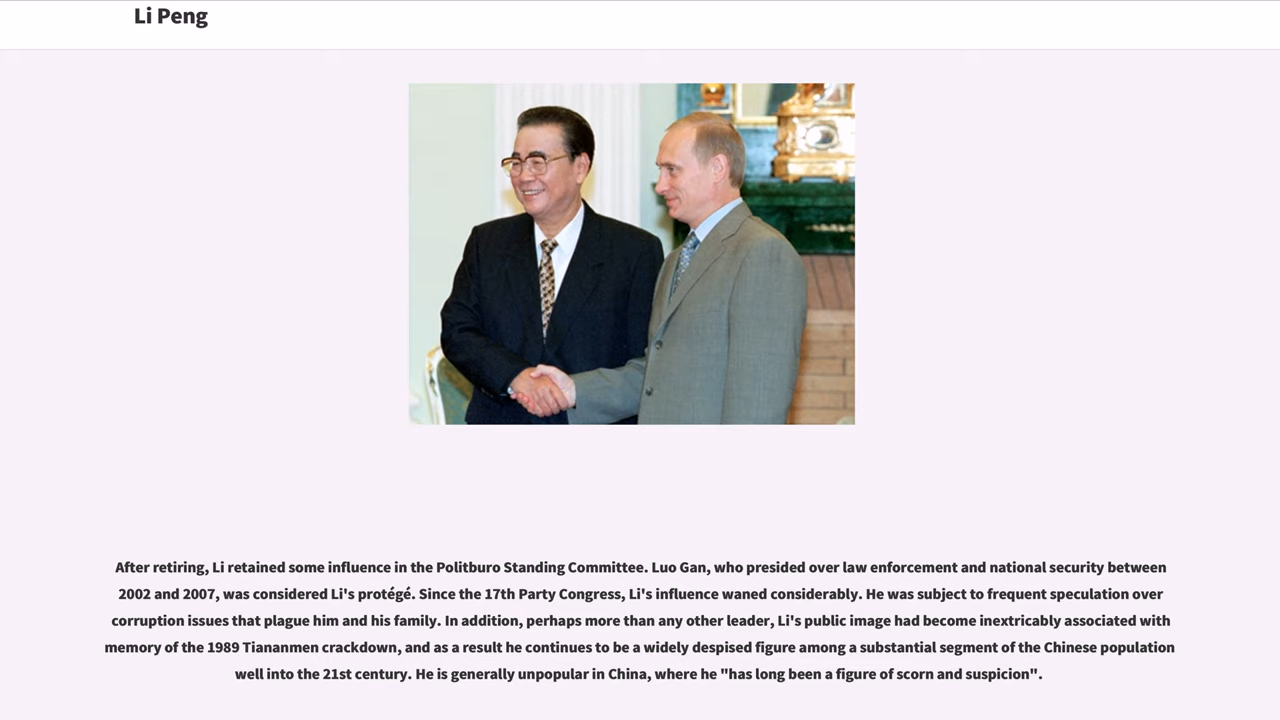 Li Peng
After retiring, Li retained some influence in the Politburo Standing Committee. Luo Gan, who presided over law enforcement and national security between
2002 and 2007, was considered Li's protégé. Since the 17th Party Congress, Li's influence waned considerably. He was subject to frequent speculation over
corruption issues that plague him and his family. In addition, perhaps more than any other leader, Li's public image had become inextricably associated with
memory of the 1989 Tiananmen crackdown, and as a result he continues to be a widely despised figure among a substantial segment of the Chinese population
well into the 21st century. He is generally unpopular in China, where he "has long been a figure of scorn and suspicion".